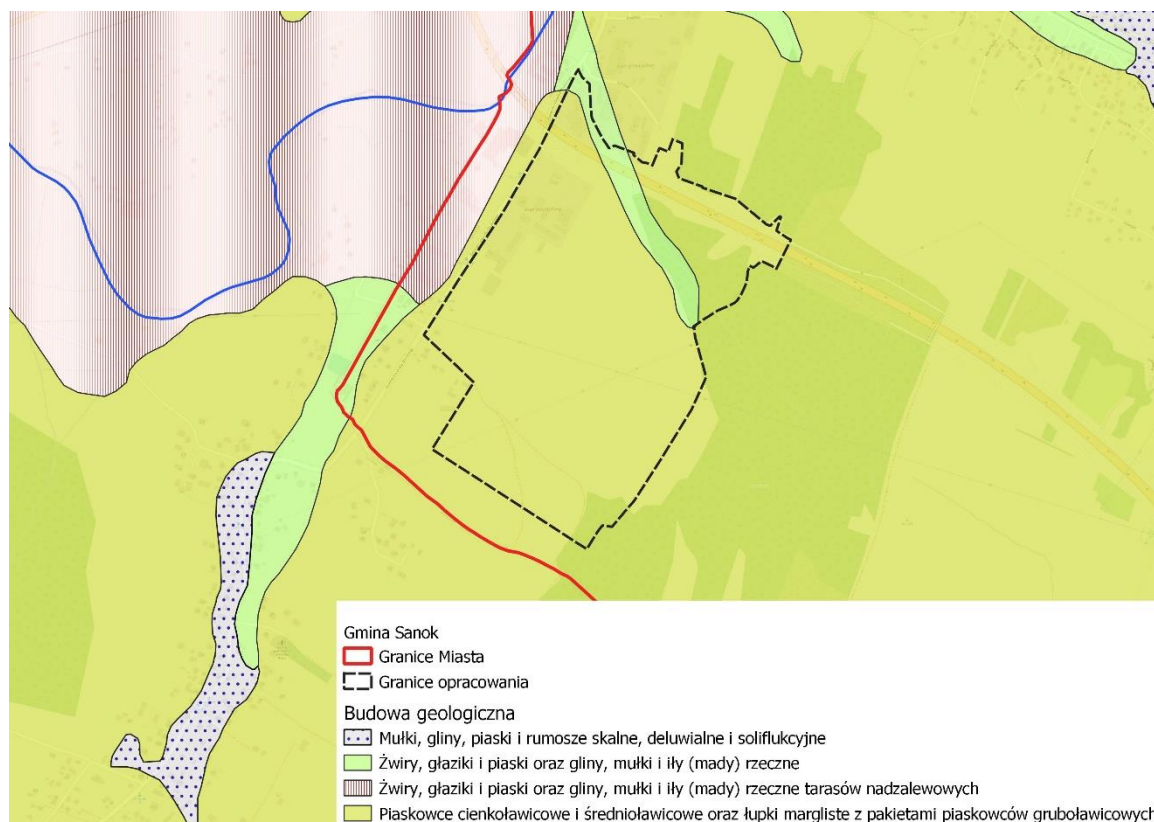 Gmina Sanok
Granice Miasta
Granice opracowania
Budowa geologiczna
Mułki, gliny, piaski i rumosze skalne, deluwialne i soliflukcyjne
Żwiry, głaziki i piaski oraz gliny, mułki i iły (mady) rzeczne
Żwiry, głaziki i piaski oraz gliny, mułki i iły (mady) rzeczne tarasów nadzalewowych
Piaskowce cienkoławicowe i średnioławicowe oraz łupki margliste z pakietami piaskowców gruboławicowych